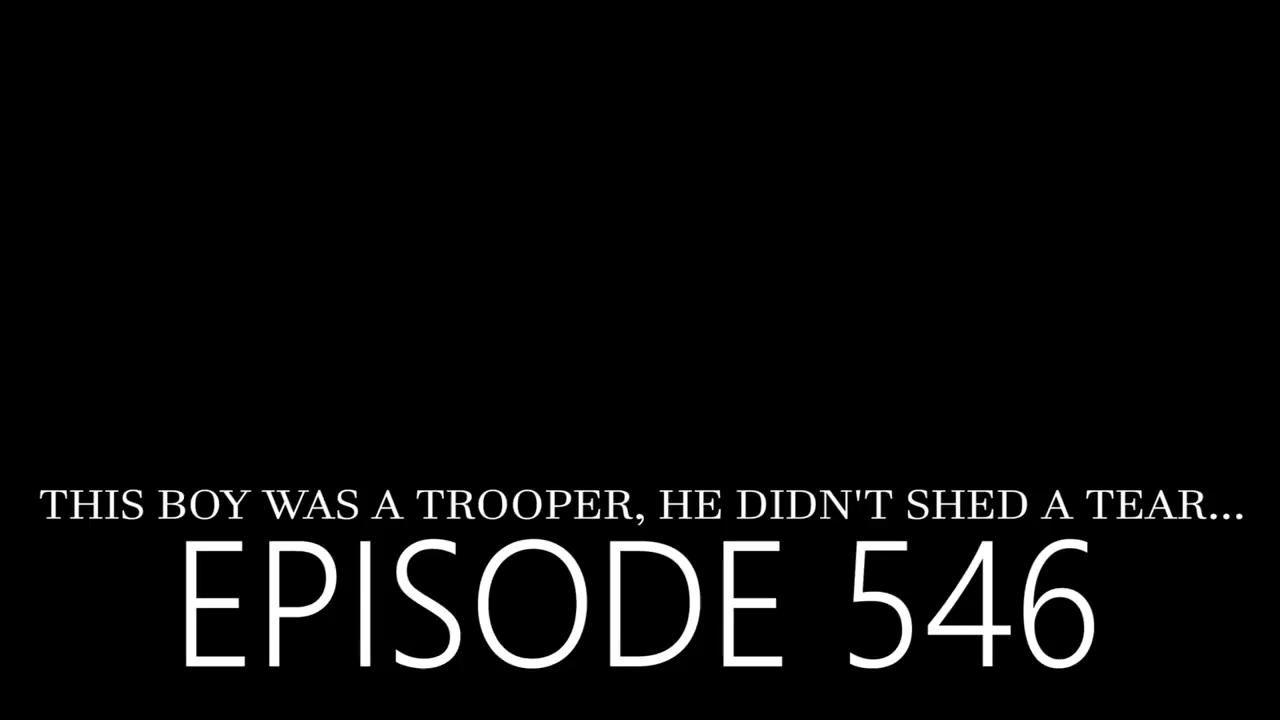 THIS BOY WAS A TROOPER, HE DIDN'T SHED A TEAR...
EPISODE 546